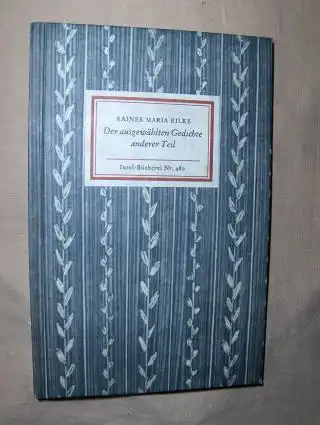 RAINER MARIA RILKE
Der ausgewählten Gedichte
anderer Teil
Insel-Bücherei Nr. 480